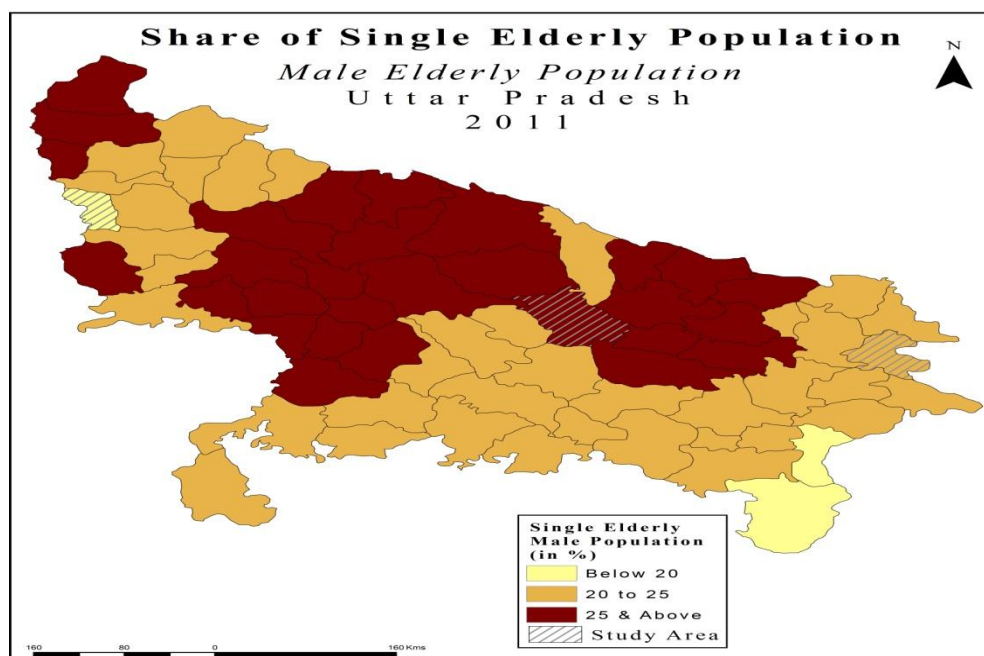 Share of Single Elderly Population
Male Elderly Population
Uttar Pradesh
2011
N
Single Elderly
Male Population
(in %)
Below 20
20 to 25
25 & Above
Study Area
160 80 0 160 Kms